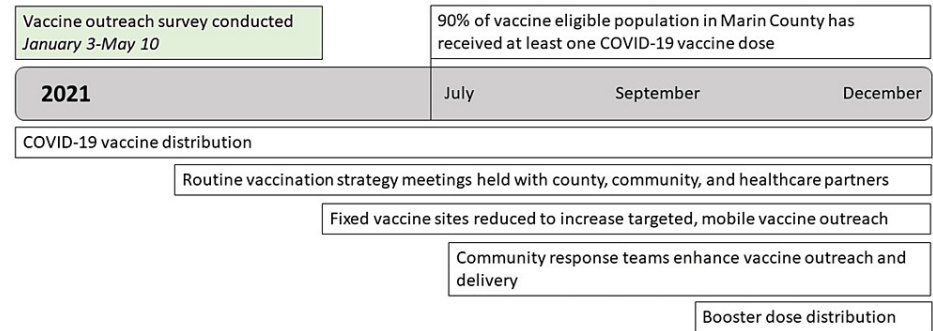 Vaccine outreach survey conducted
January 3-May 10
90% of vaccine eligible population in Marin County has
received at least one COVID-19 vaccine dose
2021
July
September
December
COVID-19 vaccine distribution
Routine vaccination strategy meetings held with county, community, and healthcare partners
Fixed vaccine sites reduced to increase targeted, mobile vaccine outreach
Community response teams enhance vaccine outreach and
delivery
Booster dose distribution